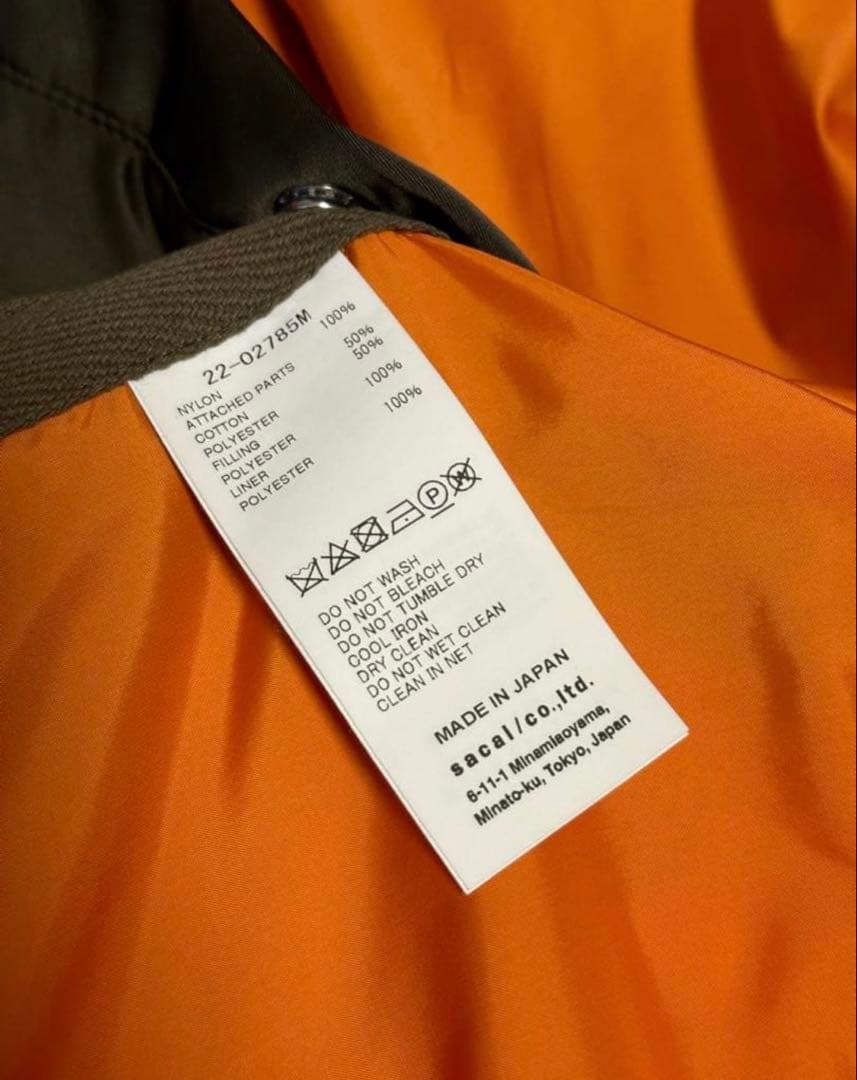 22-02785M
NYLON 100%
ATTACHED PARTS
COTTON 50%
POLYESTER 50%
FILLING
POLYESTER 100%
LINER
POLYESTER 100%
P
W
DO NOT WASH
DO NOT BLEACH
DO NOT TUMBLE DRY
COOL IRON
DRY CLEAN
DO NOT WET CLEAN
CLEAN IN NET
MADE IN JAPAN
sacai/co.,ltd.
6-11-1 Minamiaoyama,
Minato-ku, Tokyo, Japan